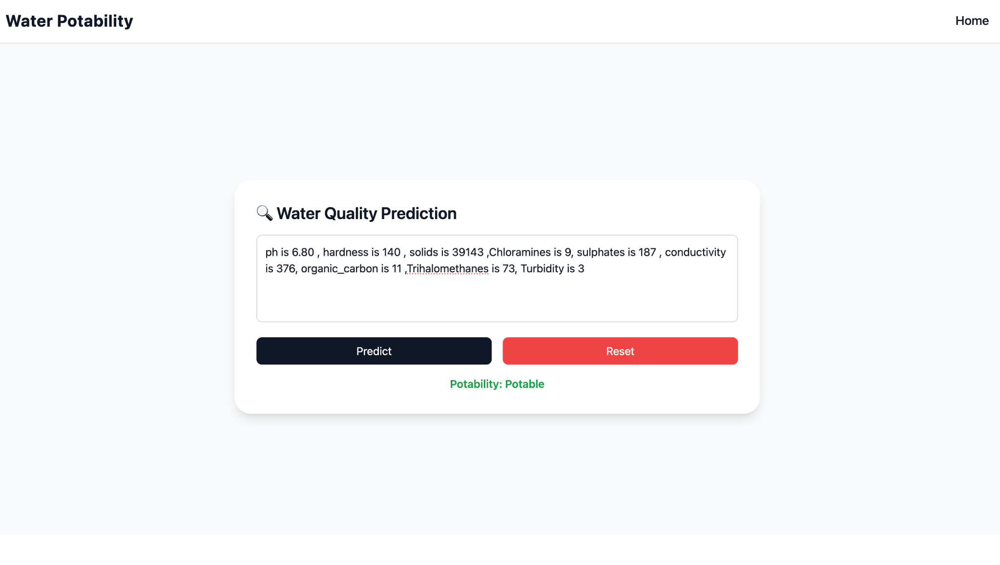 Water Potability
Home
🔍 Water Quality Prediction
ph is 6.80 , hardness is 140 , solids is 39143 ,Chloramines is 9, sulphates is 187 , conductivity
is 376, organic_carbon is 11 ,Trihalomethanes is 73, Turbidity is 3
Predict
Reset
Potability: Potable